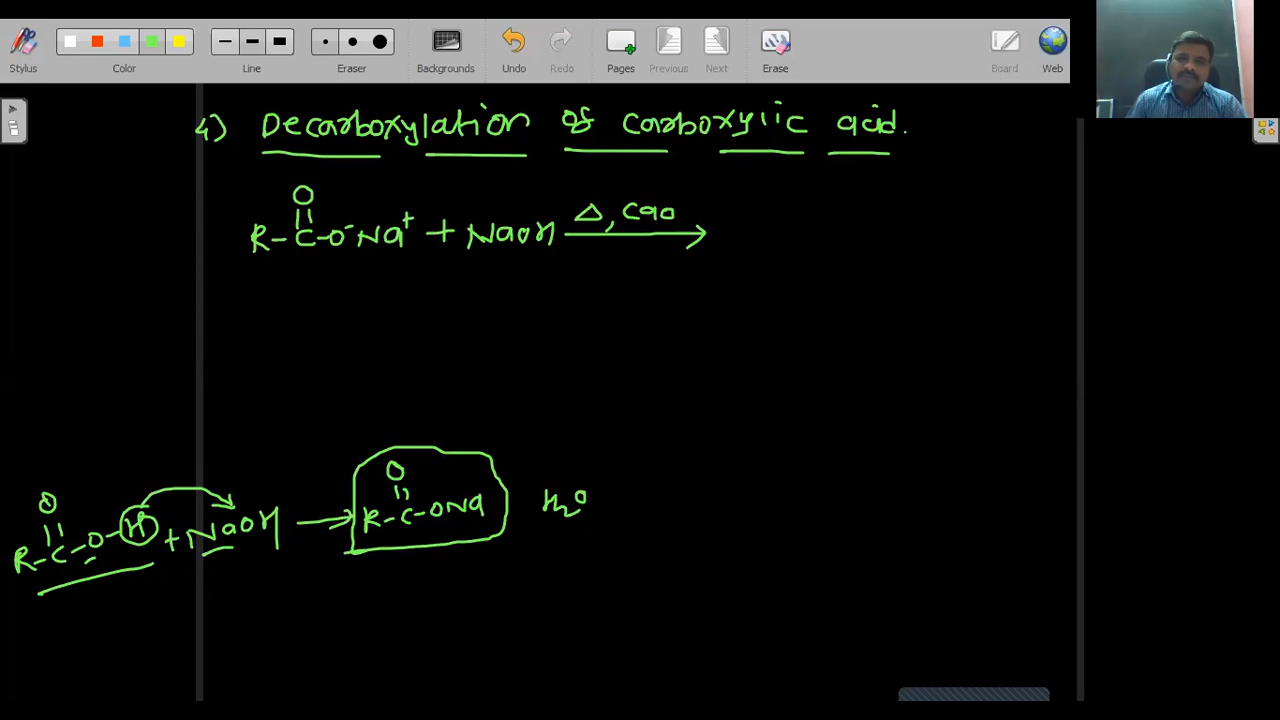 Stylus Color Line Eraser Backgrounds Undo Redo Pages Previous Next Erase Board Web
4) Decarboxylation of carboxylic acid.
O
R-C-O⁻Na⁺ + NaOH Δ, CaO →
O O
R-C-O-H + NaOH → R-C-ONa H₂O